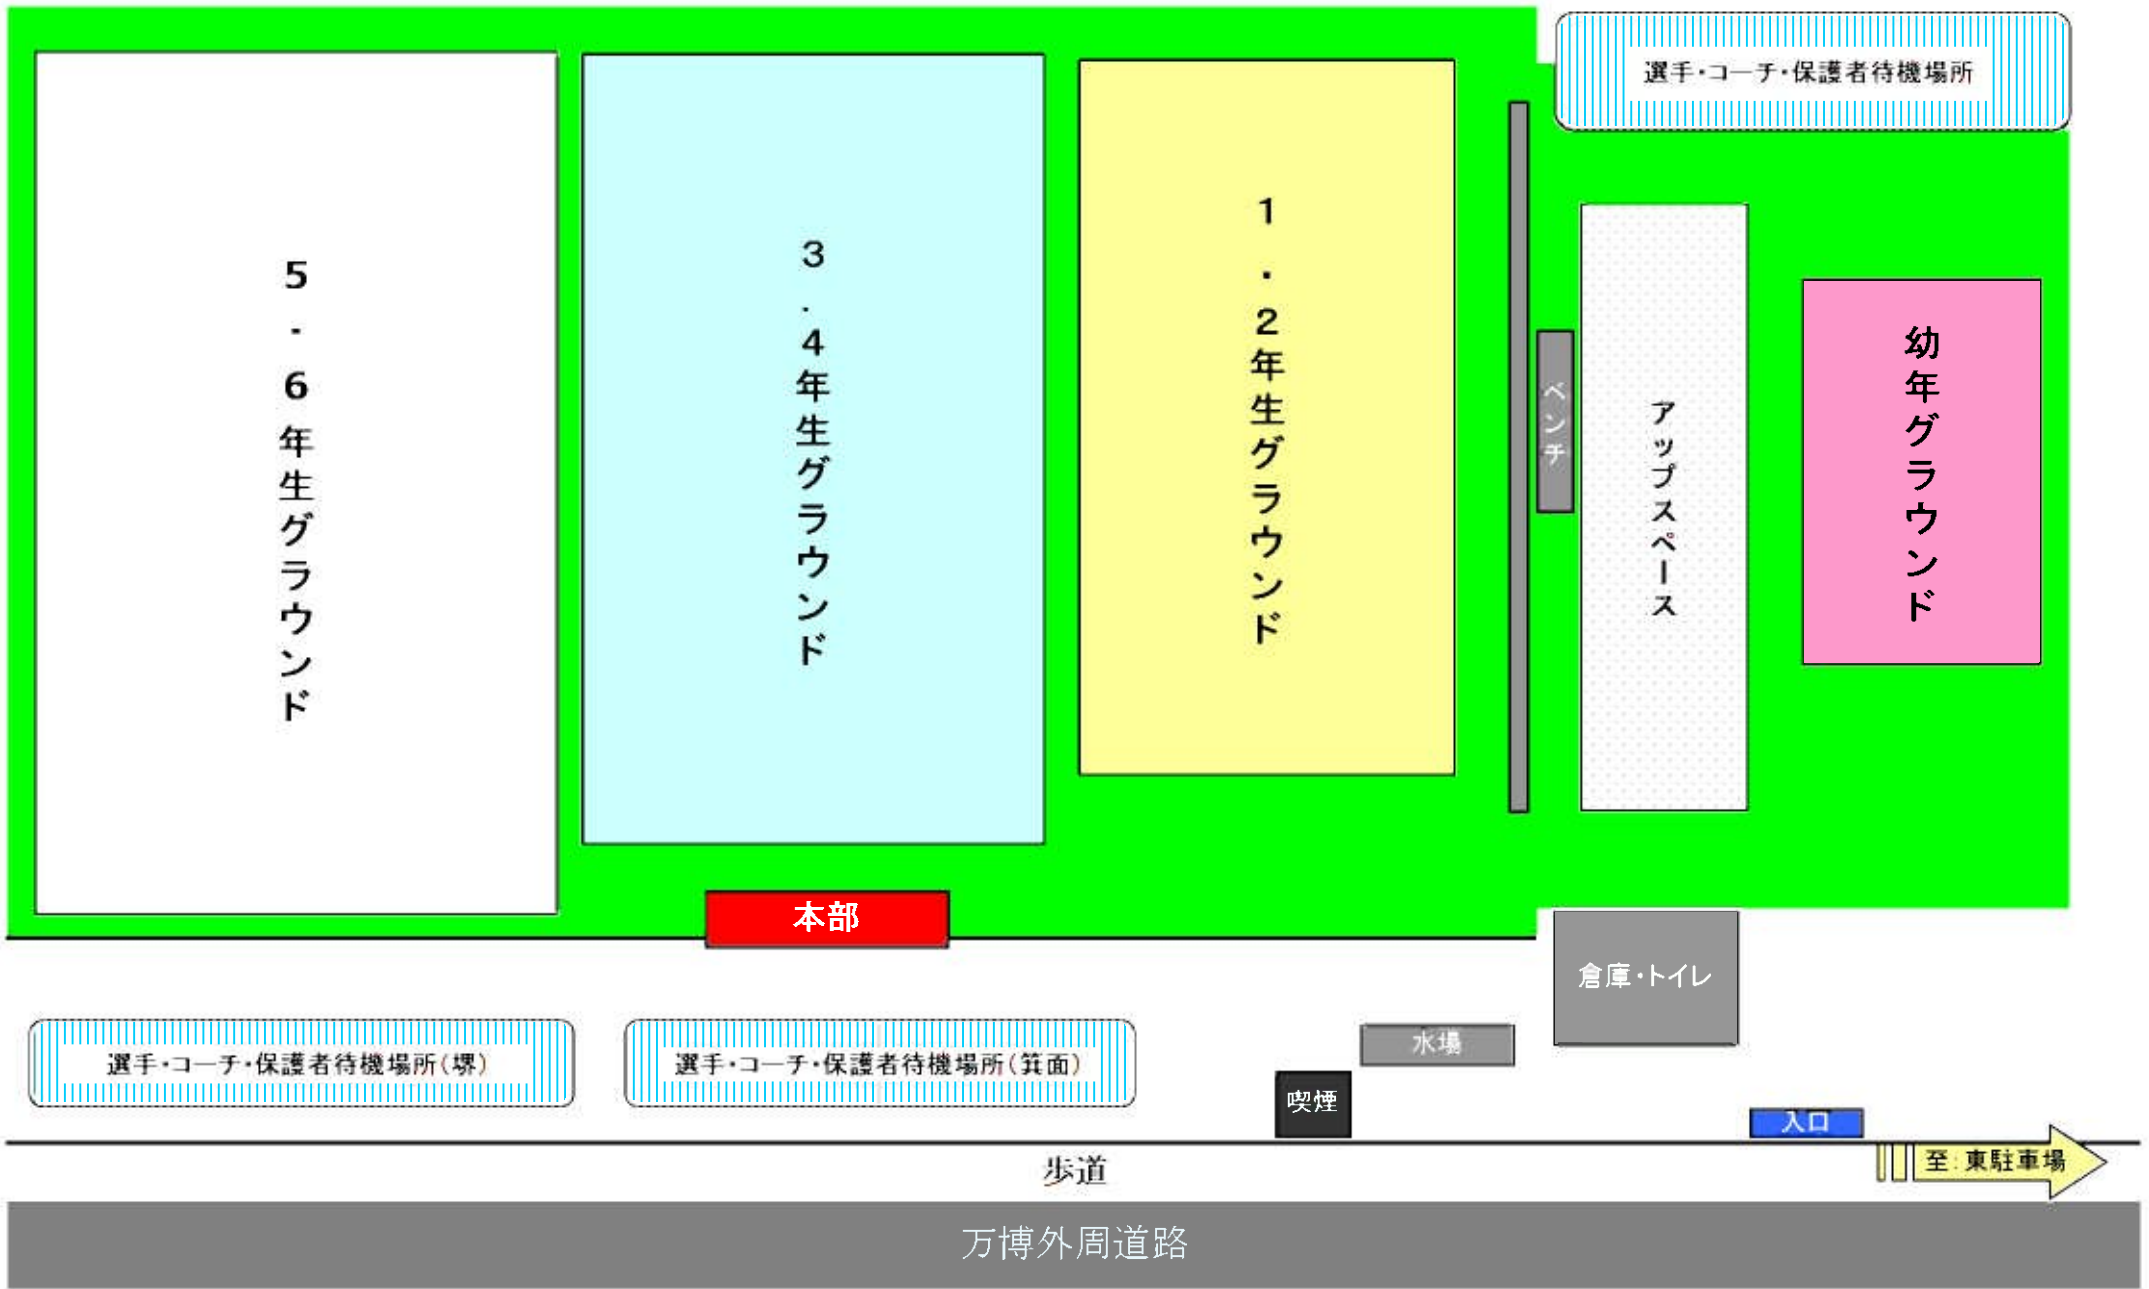 選手・コーチ・保護者待機場所
5・6年生グラウンド
3.4年生グラウンド
1.2年生グラウンド
ベンチ
アップスペース
幼年グラウンド
本部
倉庫・トイレ
水場
選手・コーチ・保護者待機場所(堺)
選手・コーチ・保護者待機場所(箕面)
喫煙
入口
至:東駐車場
歩道
万博外周道路